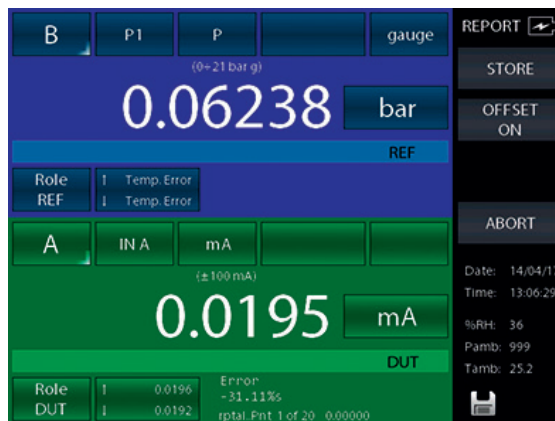 B P1 P gauge
(0÷21 bar g)
0.06238 bar
REF
Role REF
↑ Temp. Error
↓ Temp. Error
A IN A mA
(±100 mA)
0.0195 mA
DUT
Role DUT
↑ 0.0196
↓ 0.0192
Error
-31.11%s
rptal..Pnt 1 of 20 0.00000
REPORT
STORE
OFFSET
ON
ABORT
Date: 14/04/1
Time: 13:06:29
%RH: 36
Pamb: 999
Tamb: 25.2